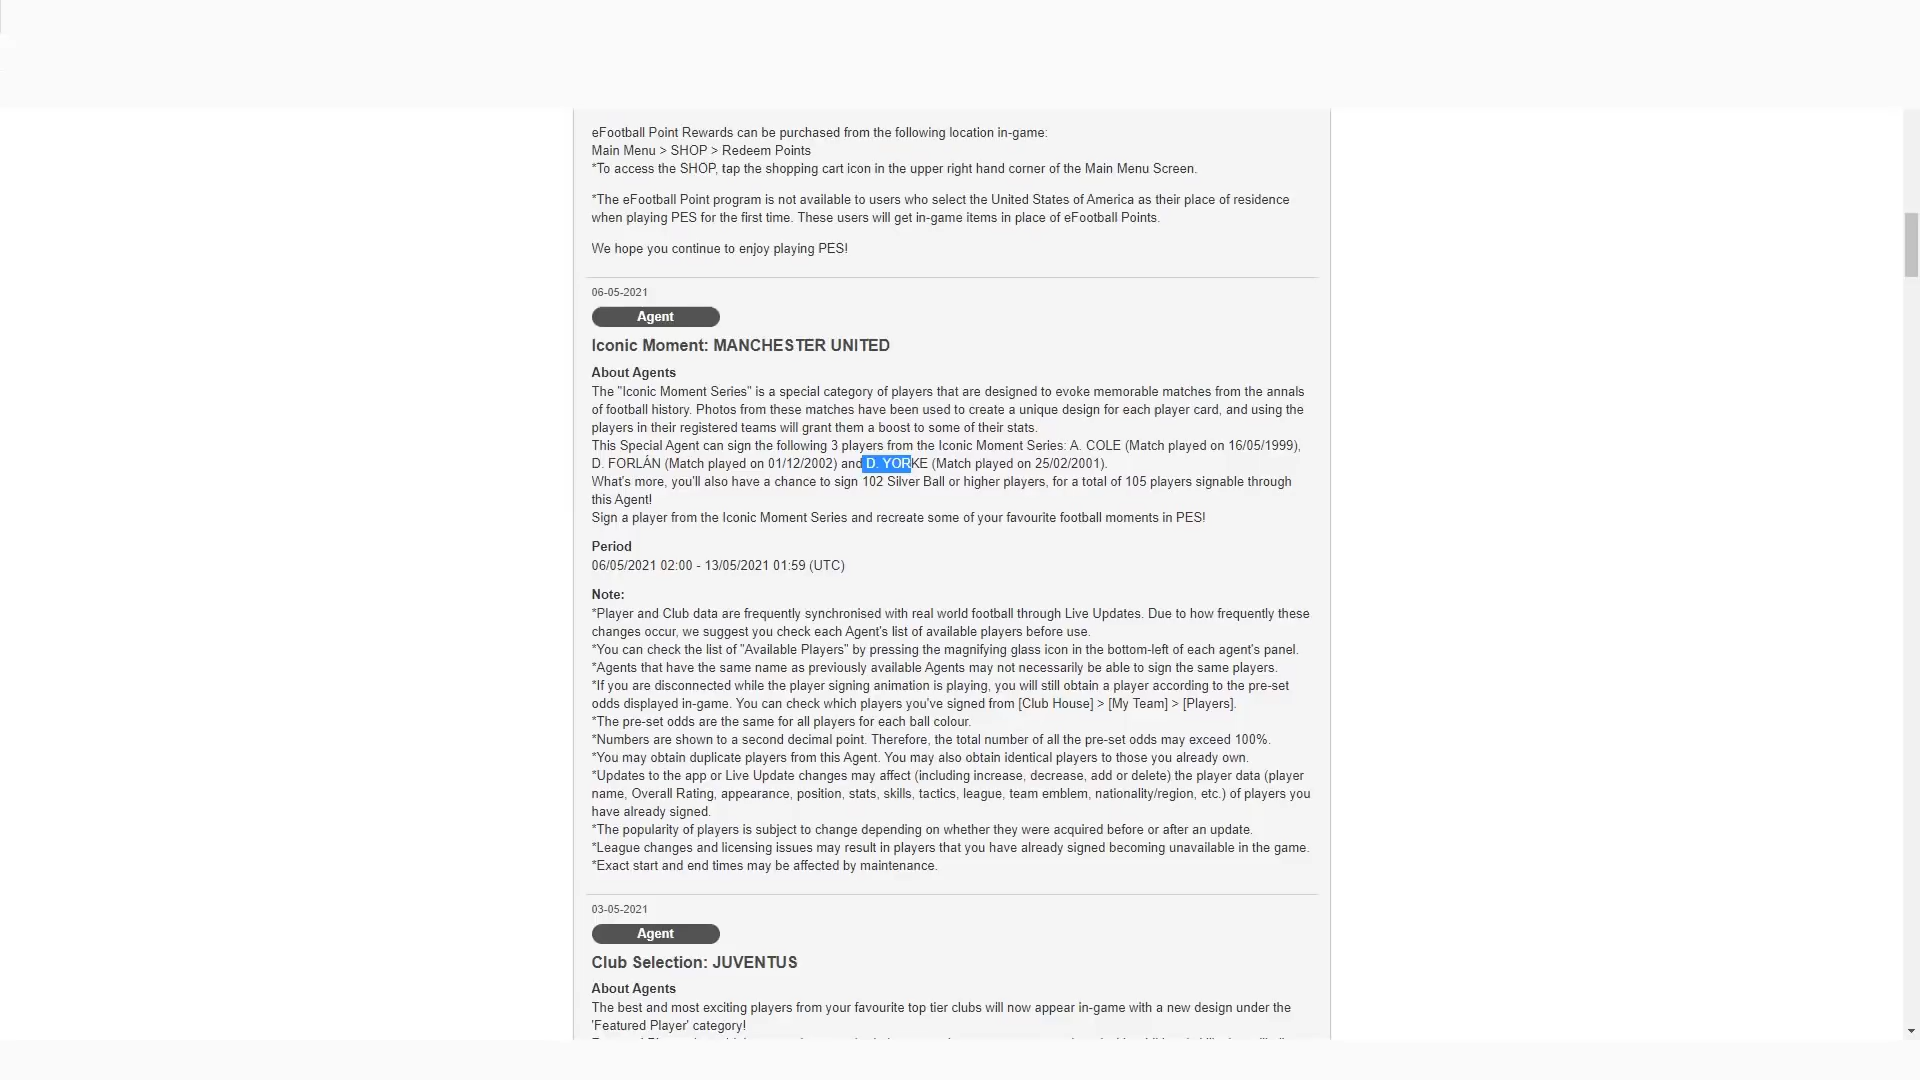 eFootball Point Rewards can be purchased from the following location in-game:
Main Menu > SHOP > Redeem Points
*To access the SHOP, tap the shopping cart icon in the upper right hand corner of the Main Menu Screen.
*The eFootball Point program is not available to users who select the United States of America as their place of residence
when playing PES for the first time. These users will get in-game items in place of eFootball Points.
We hope you continue to enjoy playing PES!
06-05-2021
Agent
Iconic Moment: MANCHESTER UNITED
About Agents
The "Iconic Moment Series" is a special category of players that are designed to evoke memorable matches from the annals
of football history. Photos from these matches have been used to create a unique design for each player card, and using the
players in their registered teams will grant them a boost to some of their stats.
This Special Agent can sign the following 3 players from the Iconic Moment Series: A. COLE (Match played on 16/05/1999),
D. FORLÁN (Match played on 01/12/2002) and D. YORKE (Match played on 25/02/2001).
What's more, you'll also have a chance to sign 102 Silver Ball or higher players, for a total of 105 players signable through
this Agent!
Sign a player from the Iconic Moment Series and recreate some of your favourite football moments in PES!
Period
06/05/2021 02:00 - 13/05/2021 01:59 (UTC)
Note:
*Player and Club data are frequently synchronised with real world football through Live Updates. Due to how frequently these
changes occur, we suggest you check each Agent's list of available players before use.
*You can check the list of "Available Players" by pressing the magnifying glass icon in the bottom-left of each agent's panel.
*Agents that have the same name as previously available Agents may not necessarily be able to sign the same players.
*If you are disconnected while the player signing animation is playing, you will still obtain a player according to the pre-set
odds displayed in-game. You can check which players you've signed from [Club House] > [My Team] > [Players].
*The pre-set odds are the same for all players for each ball colour.
*Numbers are shown to a second decimal point. Therefore, the total number of all the pre-set odds may exceed 100%.
*You may obtain duplicate players from this Agent. You may also obtain identical players to those you already own.
*Updates to the app or Live Update changes may affect (including increase, decrease, add or delete) the player data (player
name, Overall Rating, appearance, position, stats, skills, tactics, league, team emblem, nationality/region, etc.) of players you
have already signed.
*The popularity of players is subject to change depending on whether they were acquired before or after an update.
*League changes and licensing issues may result in players that you have already signed becoming unavailable in the game.
*Exact start and end times may be affected by maintenance.
03-05-2021
Agent
Club Selection: JUVENTUS
About Agents
The best and most exciting players from your favourite top tier clubs will now appear in-game with a new design under the
'Featured Player' category!